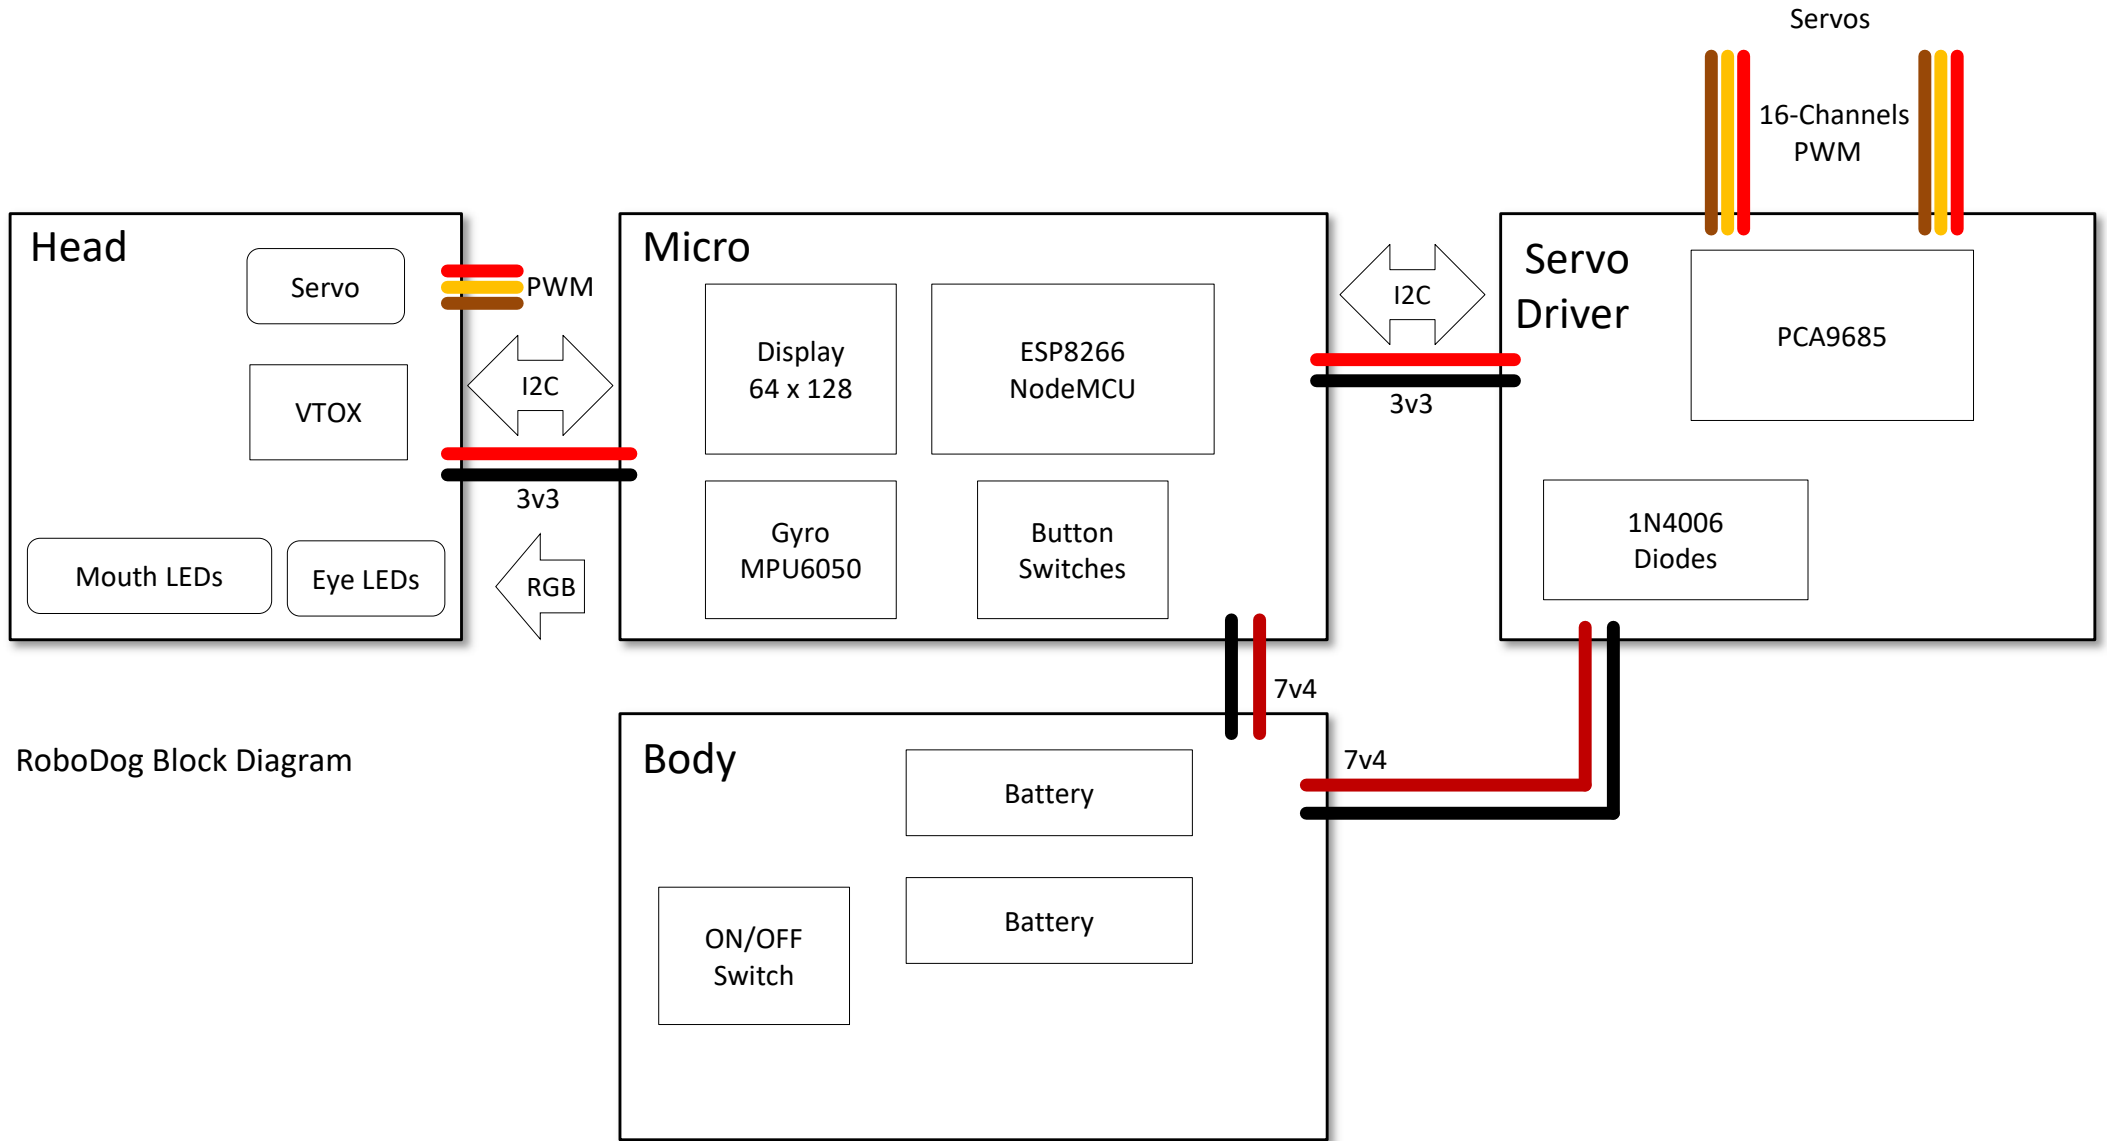 Servos
16-Channels
PWM
Head
Servo
PWM
VTOX
I2C
3v3
Mouth LEDs
Eye LEDs
RGB
Micro
Display
64 x 128
ESP8266
NodeMCU
Gyro
MPU6050
Button
Switches
I2C
3v3
Servo
Driver
PCA9685
1N4006
Diodes
7v4
7v4
RoboDog Block Diagram
Body
Battery
Battery
ON/OFF
Switch